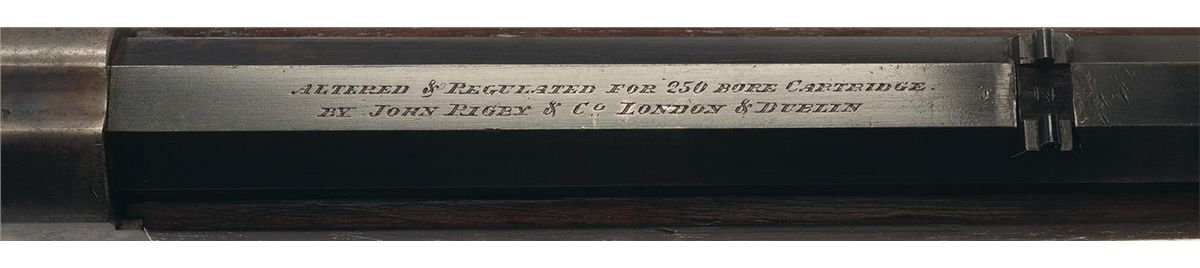 ALTERED & REGULATED FOR 250 BORE CARTRIDGE.
BY JOHN RIGBY & Co LONDON & DUBLIN